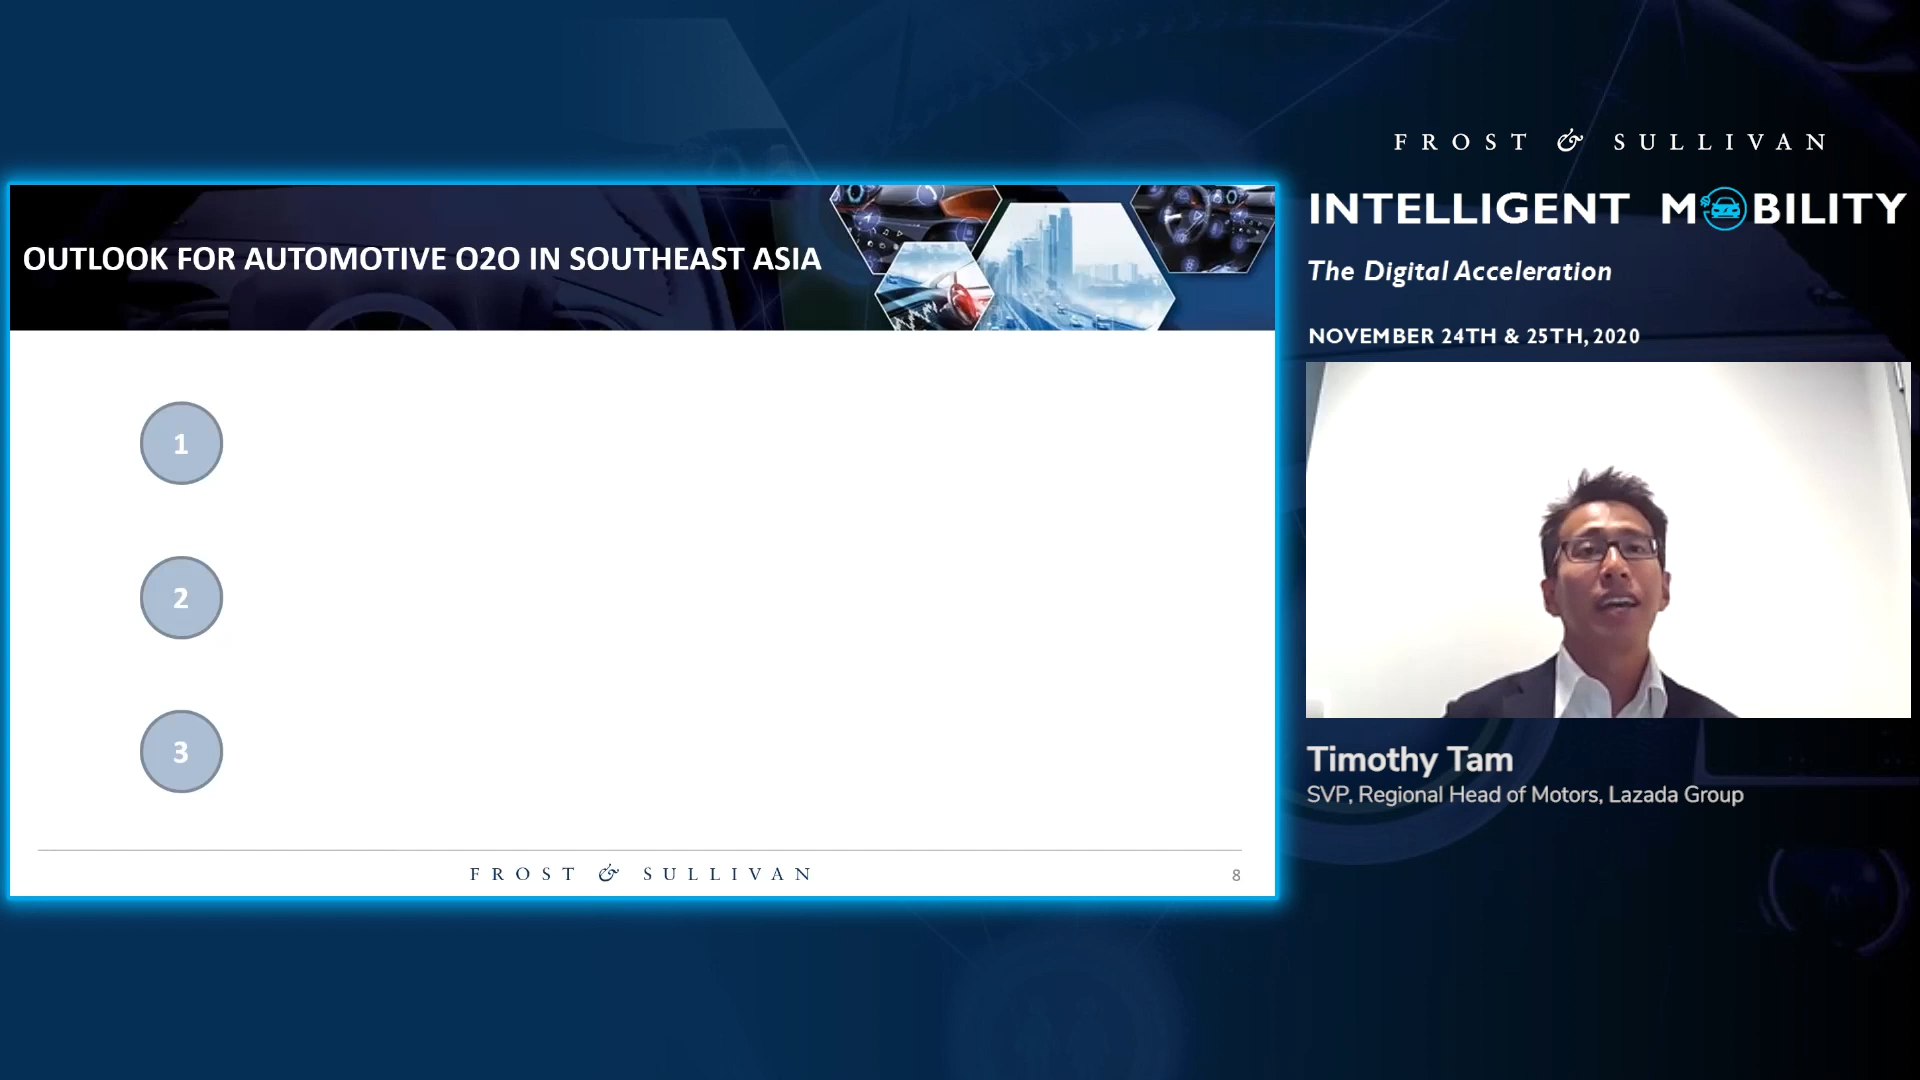 OUTLOOK FOR AUTOMOTIVE O2O IN SOUTHEAST ASIA
1
2
3
FROST & SULLIVAN
8
FROST & SULLIVAN
INTELLIGENT MOBILITY
The Digital Acceleration
NOVEMBER 24TH & 25TH, 2020
Timothy Tam
SVP, Regional Head of Motors, Lazada Group